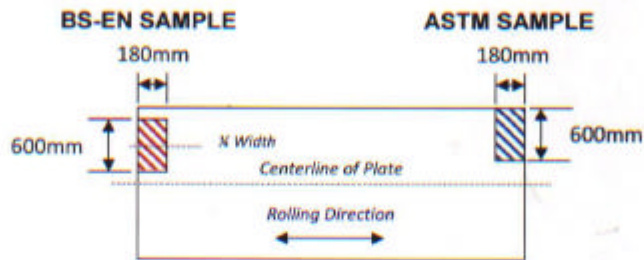 BS-EN SAMPLE
ASTM SAMPLE
180mm
180mm
600mm
600mm
¼ Width
Centerline of Plate
Rolling Direction